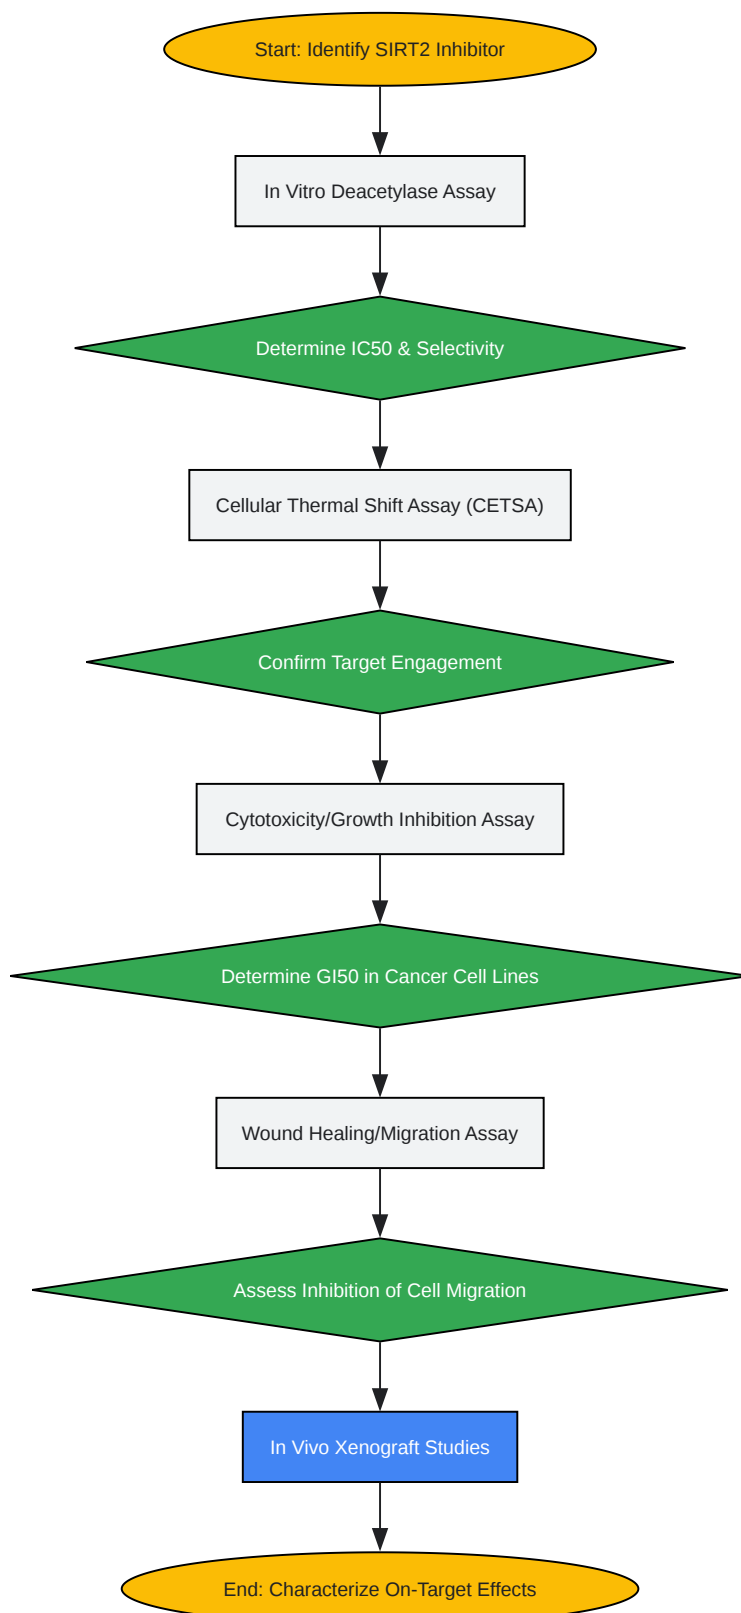 Start: Identify SIRT2 Inhibitor
In Vitro Deacetylase Assay
Determine IC50 & Selectivity
Cellular Thermal Shift Assay (CETSA)
Confirm Target Engagement
Cytotoxicity/Growth Inhibition Assay
Determine GI50 in Cancer Cell Lines
Wound Healing/Migration Assay
Assess Inhibition of Cell Migration
In Vivo Xenograft Studies
End: Characterize On-Target Effects